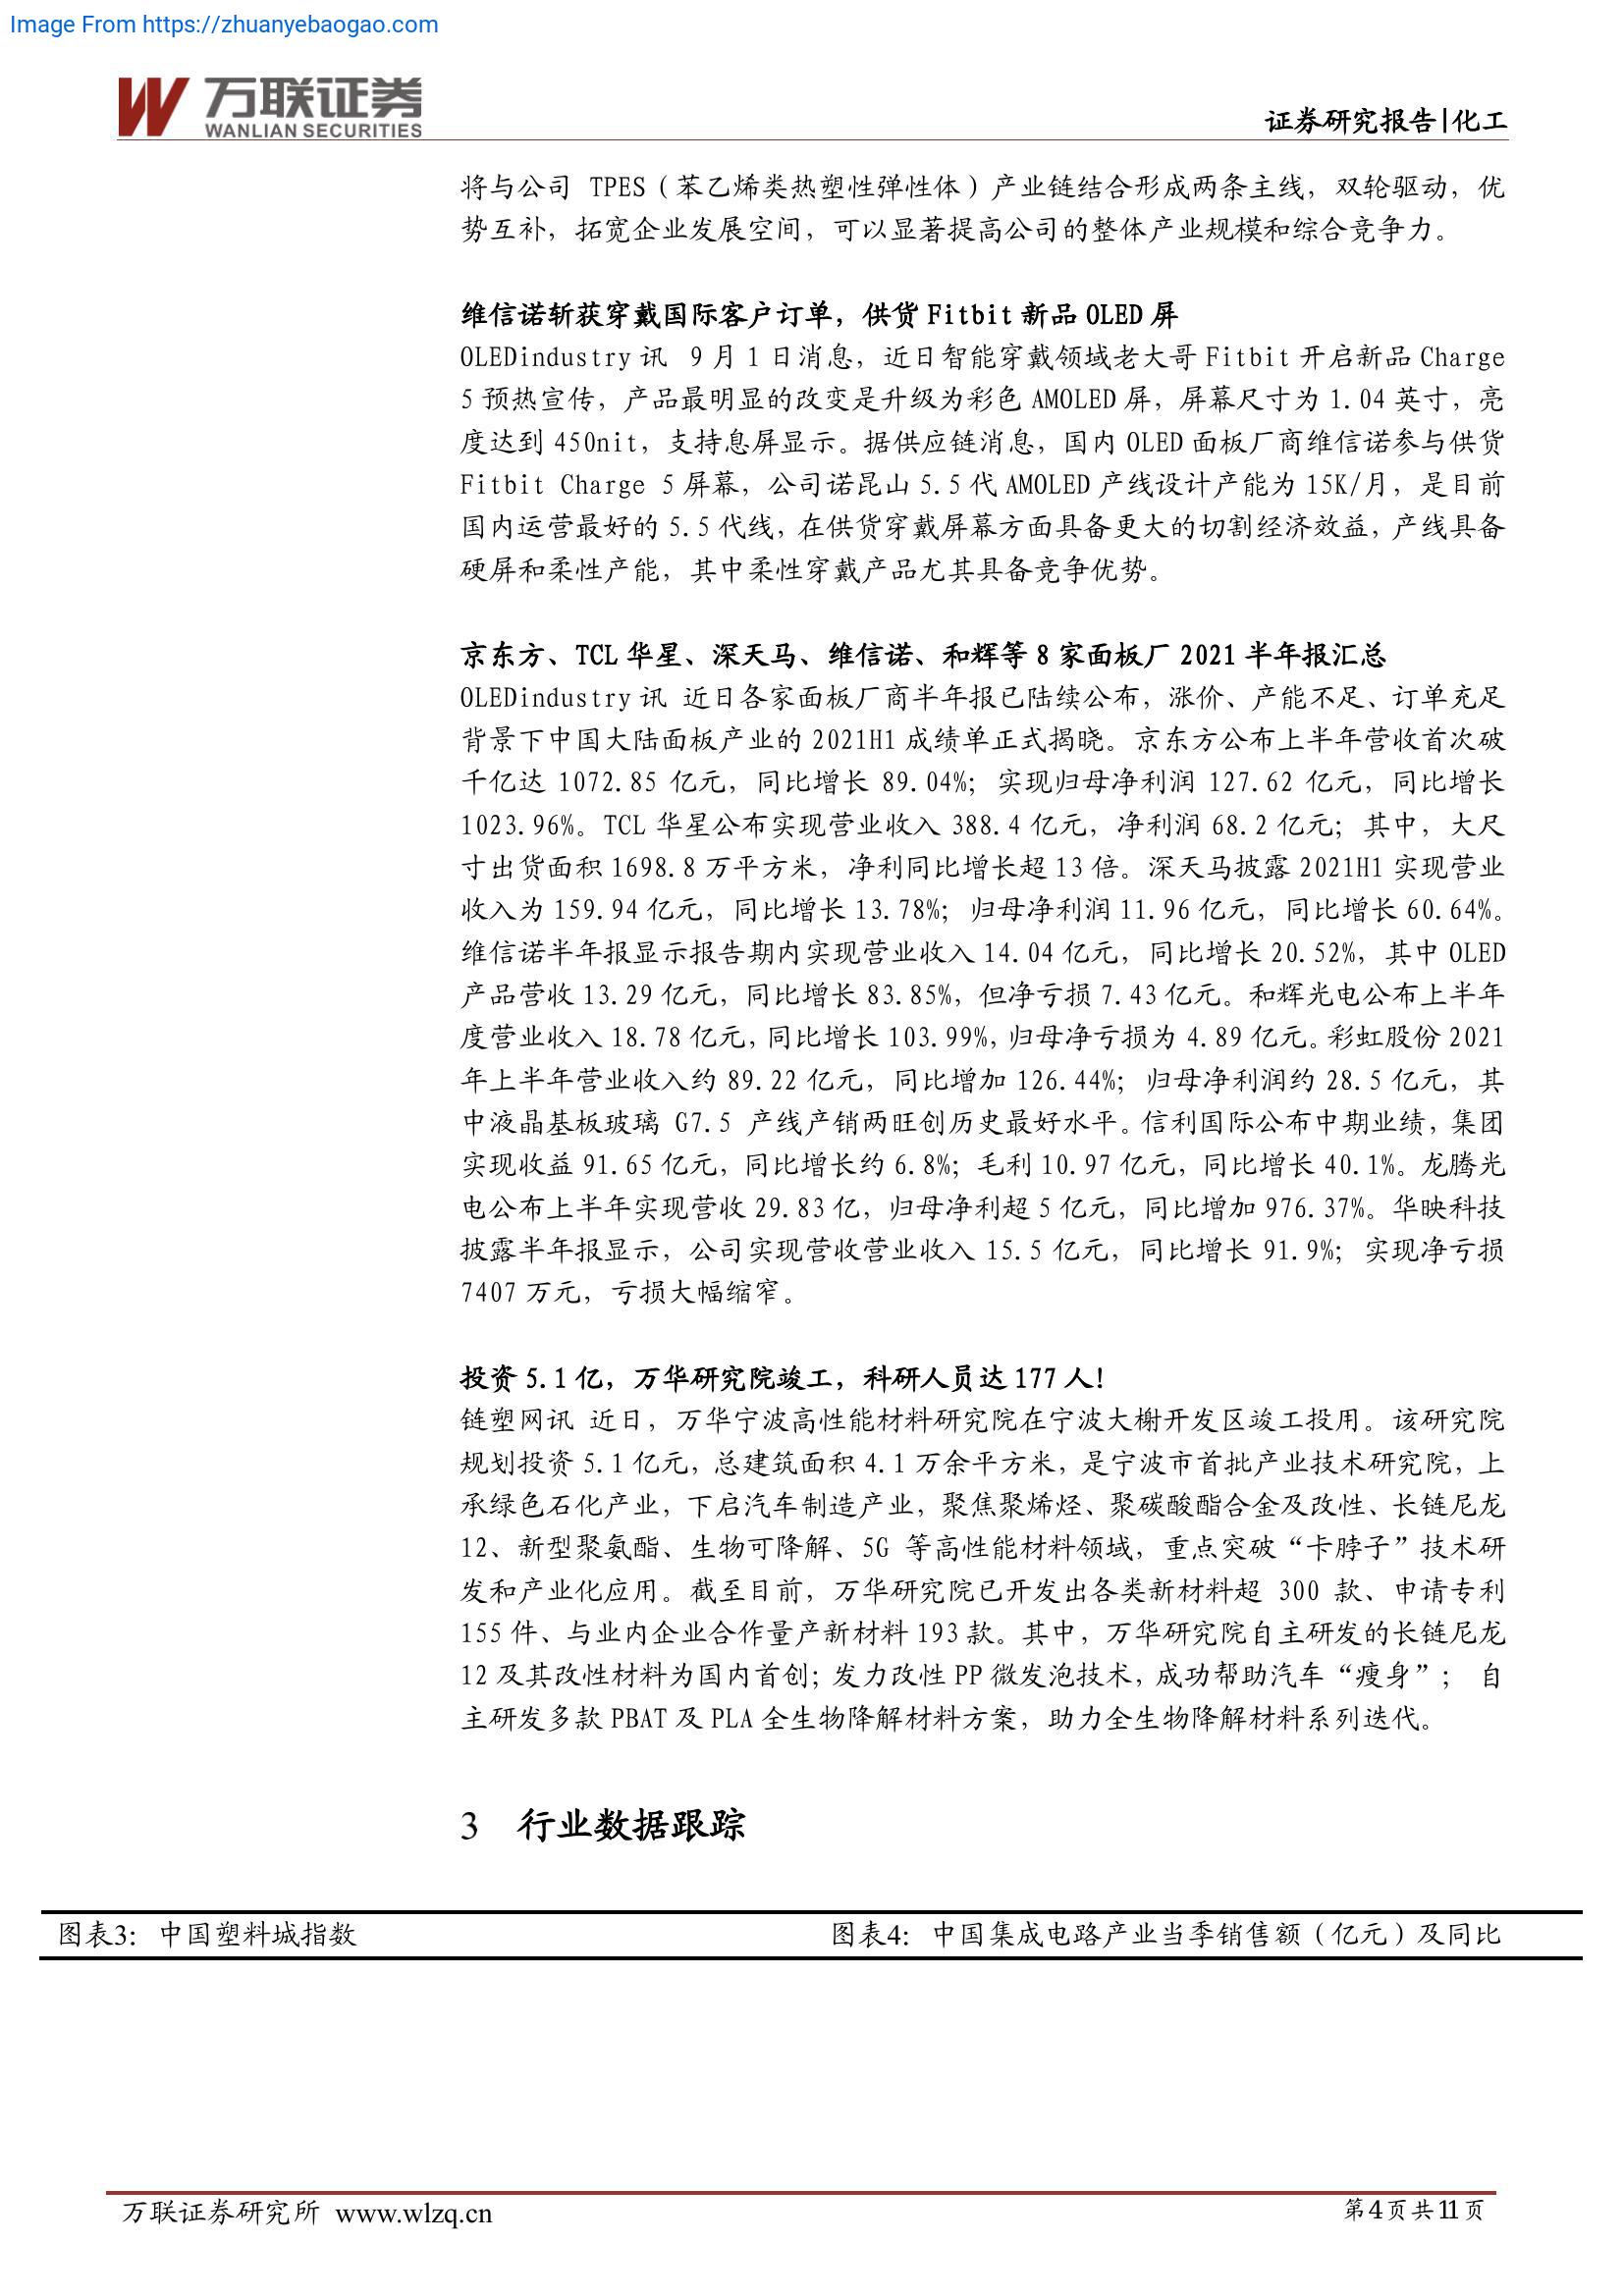 Image From https://zhuanyebaogao.com
万联证券
WANLIAN SECURITIES
证券研究报告|化工
将与公司 TPES（苯乙烯类热塑性弹性体）产业链结合形成两条主线，双轮驱动，优
势互补，拓宽企业发展空间，可以显著提高公司的整体产业规模和综合竞争力。
维信诺斩获穿戴国际客户订单，供货 Fitbit 新品 OLED 屏
OLEDindustry 讯 9 月 1 日消息，近日智能穿戴领域老大哥 Fitbit 开启新品 Charge
5 预热宣传，产品最明显的改变是升级为彩色 AMOLED 屏，屏幕尺寸为 1.04 英寸，亮
度达到 450nit，支持息屏显示。据供应链消息，国内 OLED 面板厂商维信诺参与供货
Fitbit Charge 5 屏幕，公司诺昆山 5.5 代 AMOLED 产线设计产能为 15K/月，是目前
国内运营最好的 5.5 代线，在供货穿戴屏幕方面具备更大的切割经济效益，产线具备
硬屏和柔性产能，其中柔性穿戴产品尤其具备竞争优势。
京东方、TCL 华星、深天马、维信诺、和辉等 8 家面板厂 2021 半年报汇总
OLEDindustry 讯 近日各家面板厂商半年报已陆续公布，涨价、产能不足、订单充足
背景下中国大陆面板产业的 2021H1 成绩单正式揭晓。京东方公布上半年营收首次破
千亿达 1072.85 亿元，同比增长 89.04%；实现归母净利润 127.62 亿元，同比增长
1023.96%。TCL 华星公布实现营业收入 388.4 亿元，净利润 68.2 亿元；其中，大尺
寸出货面积 1698.8 万平方米，净利同比增长超 13 倍。深天马披露 2021H1 实现营业
收入为 159.94 亿元，同比增长 13.78%；归母净利润 11.96 亿元，同比增长 60.64%。
维信诺半年报显示报告期内实现营业收入 14.04 亿元，同比增长 20.52%，其中 OLED
产品营收 13.29 亿元，同比增长 83.85%，但净亏损 7.43 亿元。和辉光电公布上半年
度营业收入 18.78 亿元，同比增长 103.99%，归母净亏损为 4.89 亿元。彩虹股份 2021
年上半年营业收入约 89.22 亿元，同比增加 126.44%；归母净利润约 28.5 亿元，其
中液晶基板玻璃 G7.5 产线产销两旺创历史最好水平。信利国际公布中期业绩，集团
实现收益 91.65 亿元，同比增长约 6.8%；毛利 10.97 亿元，同比增长 40.1%。龙腾光
电公布上半年实现营收 29.83 亿，归母净利超 5 亿元，同比增加 976.37%。华映科技
披露半年报显示，公司实现营收营业收入 15.5 亿元，同比增长 91.9%；实现净亏损
7407 万元，亏损大幅缩窄。
投资 5.1 亿，万华研究院竣工，科研人员达 177 人!
链塑网讯 近日，万华宁波高性能材料研究院在宁波大榭开发区竣工投用。该研究院
规划投资 5.1 亿元，总建筑面积 4.1 万余平方米，是宁波市首批产业技术研究院，上
承绿色石化产业，下启汽车制造产业，聚焦聚烯烃、聚碳酸酯合金及改性、长链尼龙
12、新型聚氨酯、生物可降解、5G 等高性能材料领域，重点突破“卡脖子”技术研
发和产业化应用。截至目前，万华研究院已开发出各类新材料超 300 款、申请专利
155 件、与业内企业合作量产新材料 193 款。其中，万华研究院自主研发的长链尼龙
12 及其改性材料为国内首创；发力改性 PP 微发泡技术，成功帮助汽车“瘦身”； 自
主研发多款 PBAT 及 PLA 全生物降解材料方案，助力全生物降解材料系列迭代。
3 行业数据跟踪
图表3：中国塑料城指数
图表4：中国集成电路产业当季销售额（亿元）及同比
万联证券研究所 www.wlzq.cn
第 4 页 共 11 页